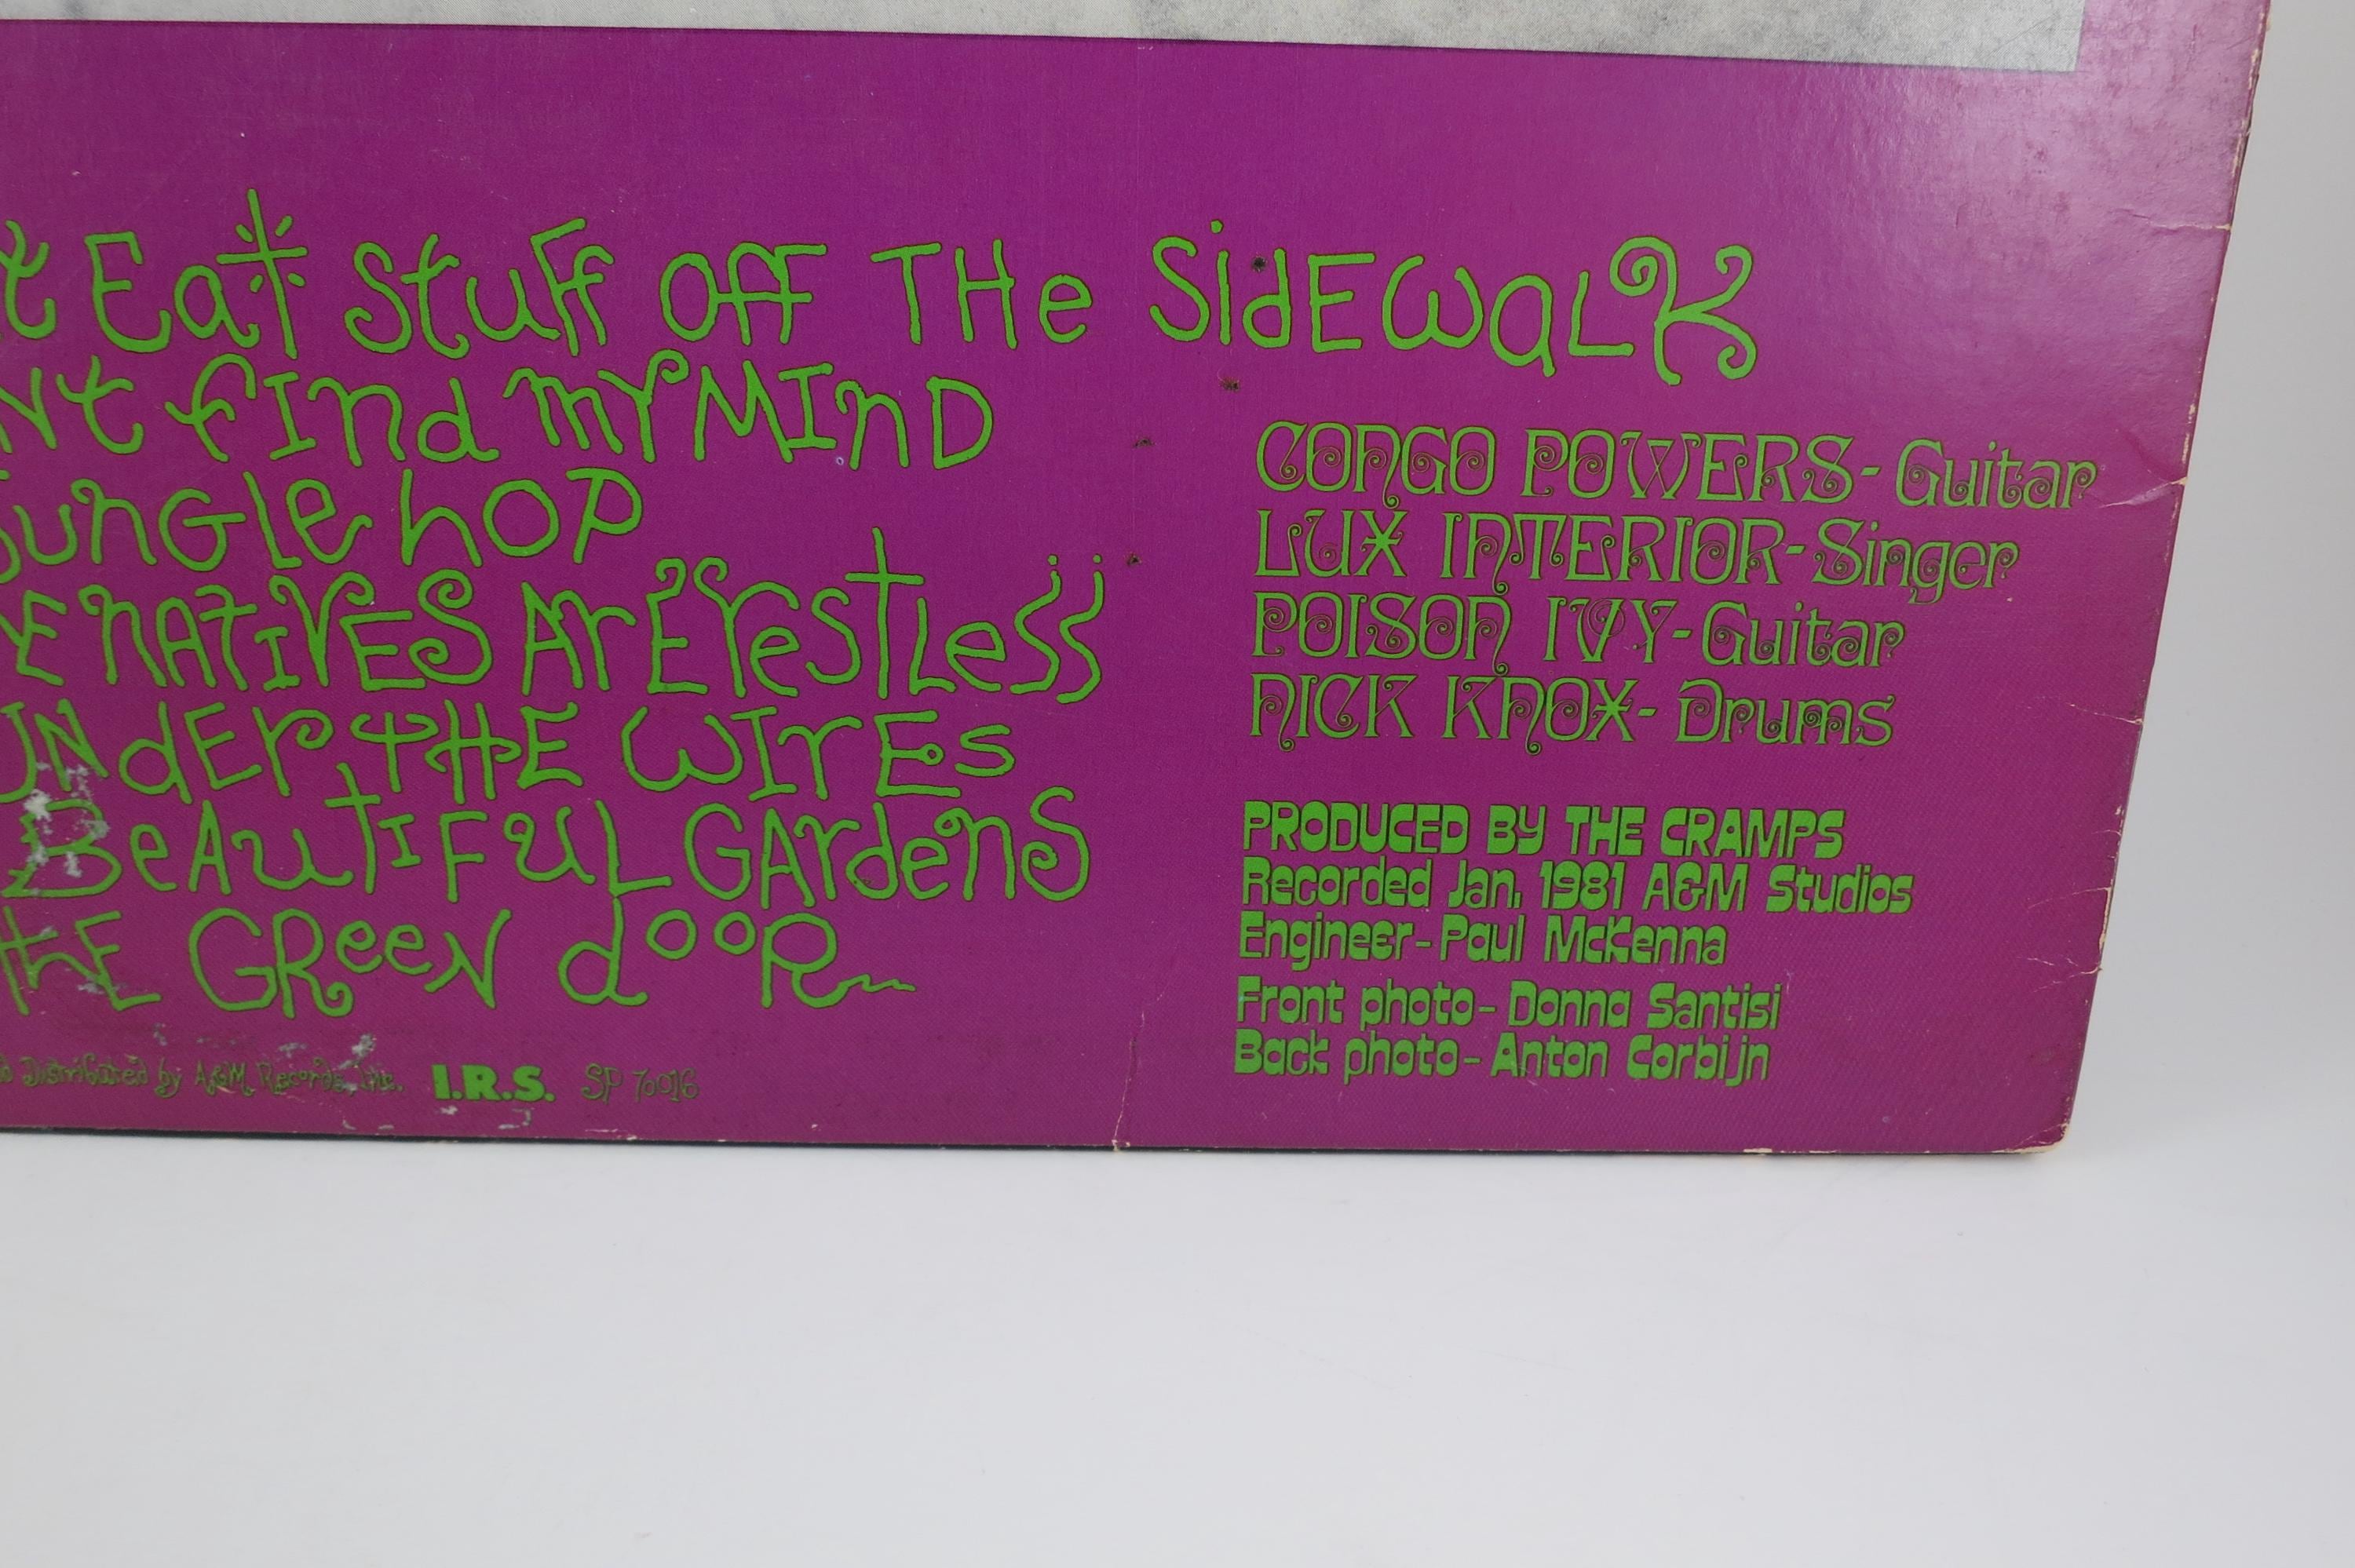 Eat Stuff Off THe SidEwaLK
find mY MInD
Jungle hOP
NATIVES ArE restLess
UNdEr THE WIrEs
BeAuTIFuL GArdenS
thE GReeN dooR
Distributed by A&M Records, Inc. I.R.S. SP 70016
CONGO POWERS- Guitar
LUX INTERIOR- Singer
POISON IVY- Guitar
NICK KNOX- Drums
PRODUCED BY THE CRAMPS
Recorded Jan. 1981 A&M Studios
Engineer- Paul McKenna
Front photo- Donna Santisi
Back photo- Anton Corbijn